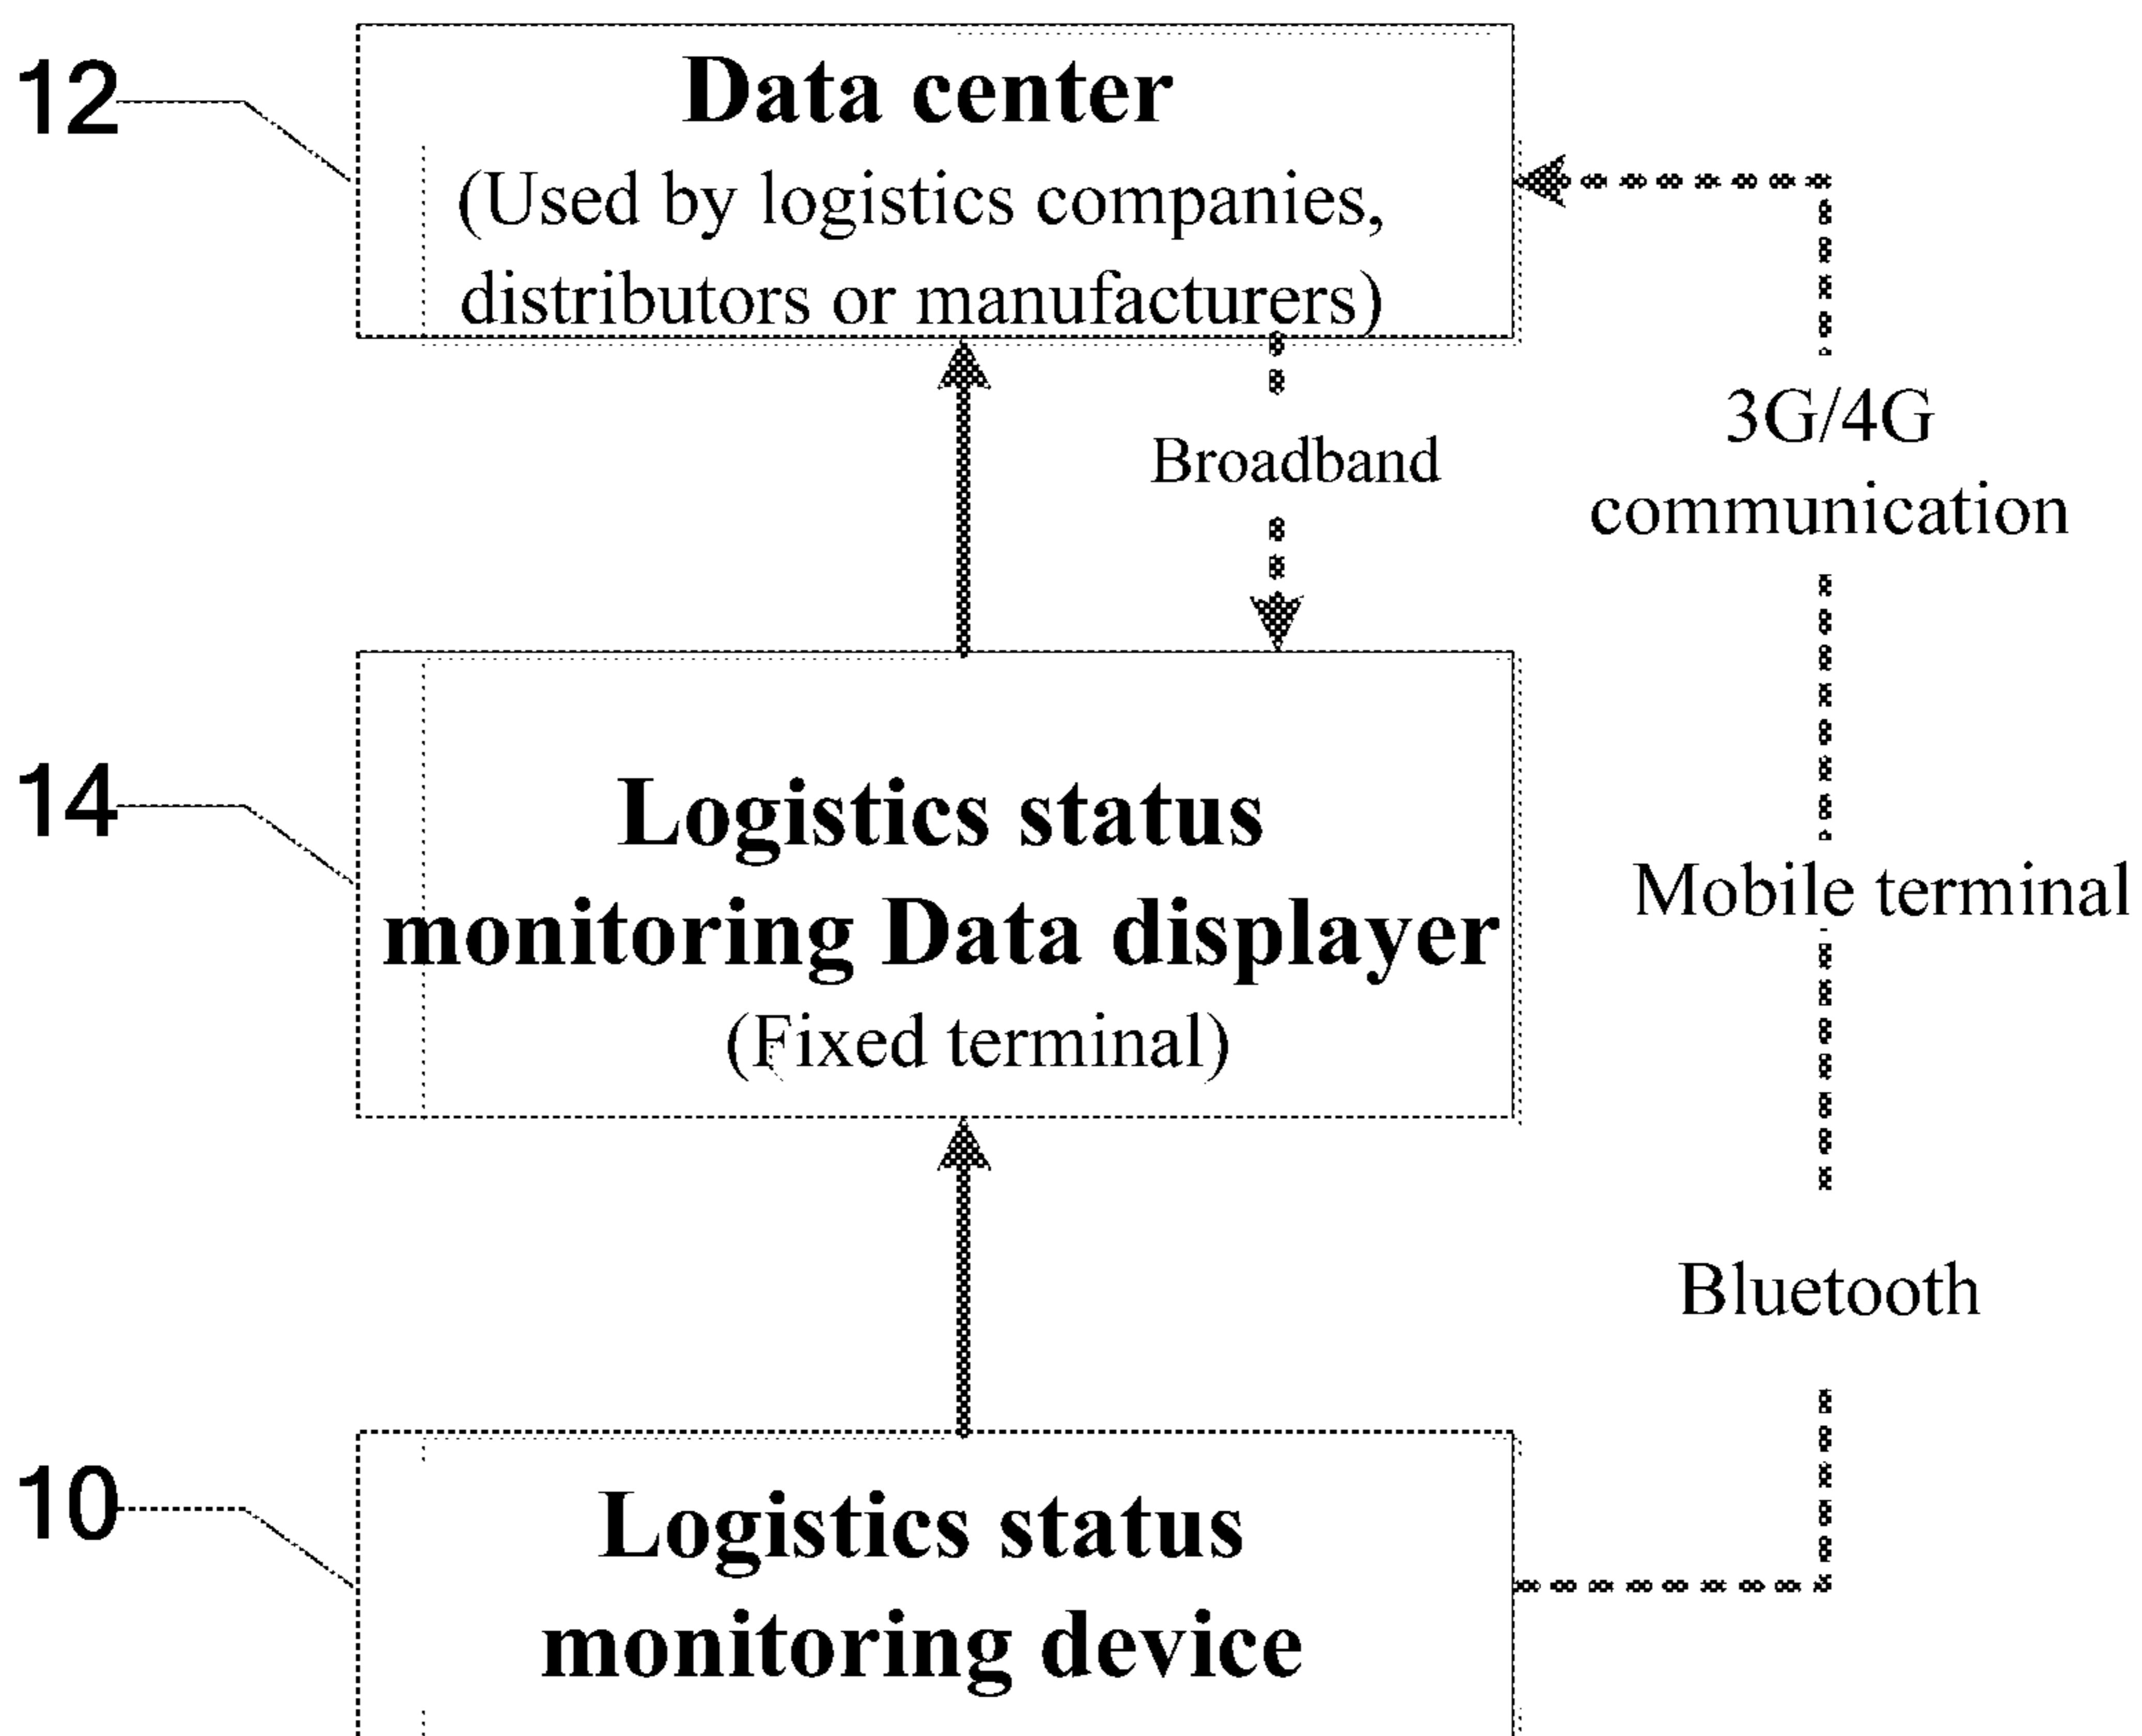 12
Data center
(Used by logistics companies,
distributors or manufacturers)
Broadband
3G/4G
communication
14
Logistics status
monitoring Data displayer
(Fixed terminal)
Mobile terminal
Bluetooth
10
Logistics status
monitoring device